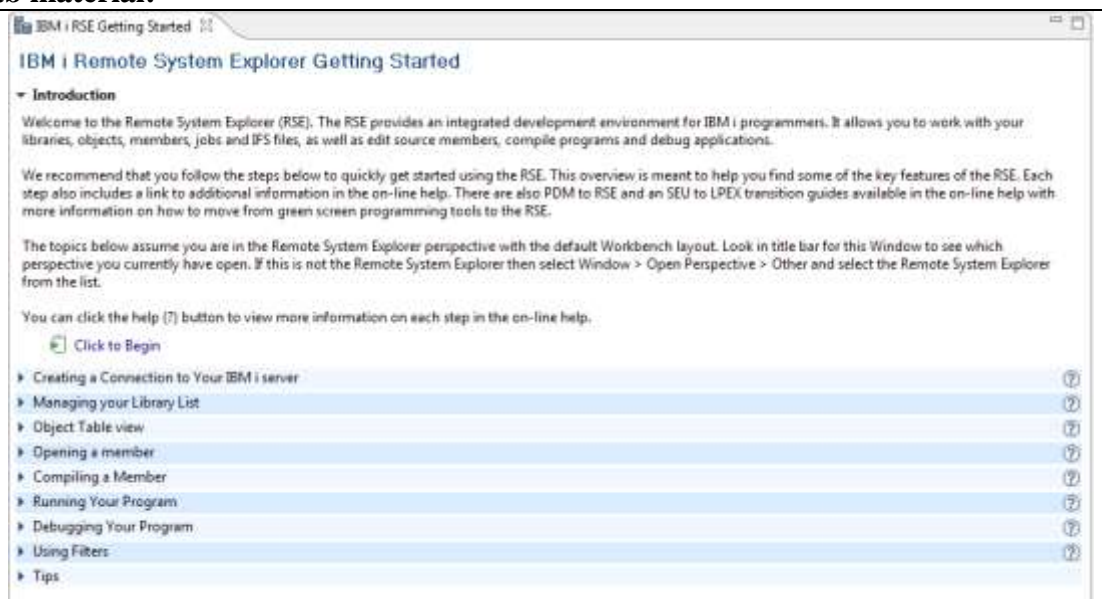 IBM i RSE Getting Started
IBM i Remote System Explorer Getting Started
Introduction
Welcome to the Remote System Explorer (RSE). The RSE provides an integrated development environment for IBM i programmers. It allows you to work with your
libraries, objects, members, jobs and IFS files, as well as edit source members, compile programs and debug applications.
We recommend that you follow the steps below to quickly get started using the RSE. This overview is meant to help you find some of the key features of the RSE. Each
step also includes a link to additional information in the on-line help. There are also PDM to RSE and an SEU to LPEX transition guides available in the on-line help with
more information on how to move from green screen programming tools to the RSE.
The topics below assume you are in the Remote System Explorer perspective with the default Workbench layout. Look in title bar for this Window to see which
perspective you currently have open. If this is not the Remote System Explorer then select Window > Open Perspective > Other and select the Remote System Explorer
from the list.
You can click the help (?) button to view more information on each step in the on-line help.
Click to Begin
Creating a Connection to Your IBM i server
Managing your Library List
Object Table view
Opening a member
Compiling a Member
Running Your Program
Debugging Your Program
Using Filters
Tips